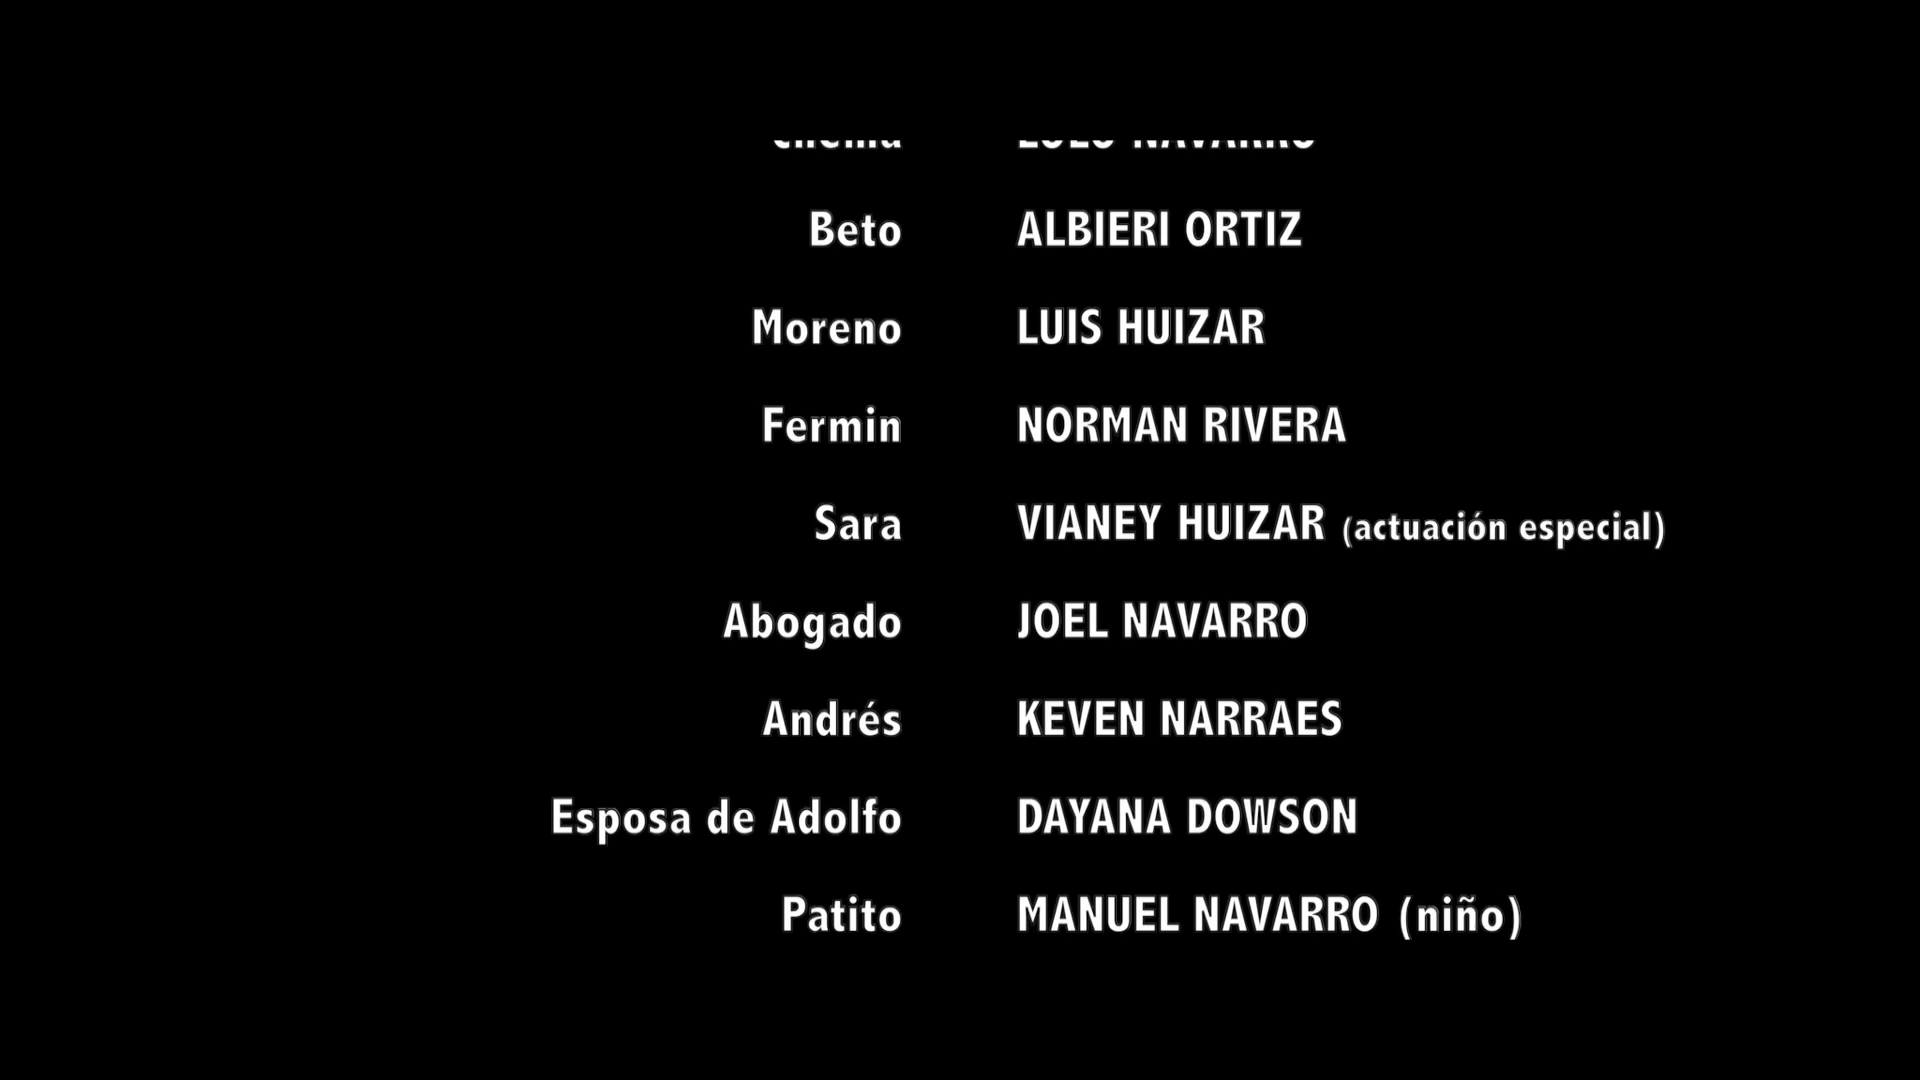 Beto ALBIERI ORTIZ
Moreno LUIS HUIZAR
Fermin NORMAN RIVERA
Sara VIANEY HUIZAR (actuación especial)
Abogado JOEL NAVARRO
Andrés KEVEN NARRAES
Esposa de Adolfo DAYANA DOWSON
Patito MANUEL NAVARRO (niño)